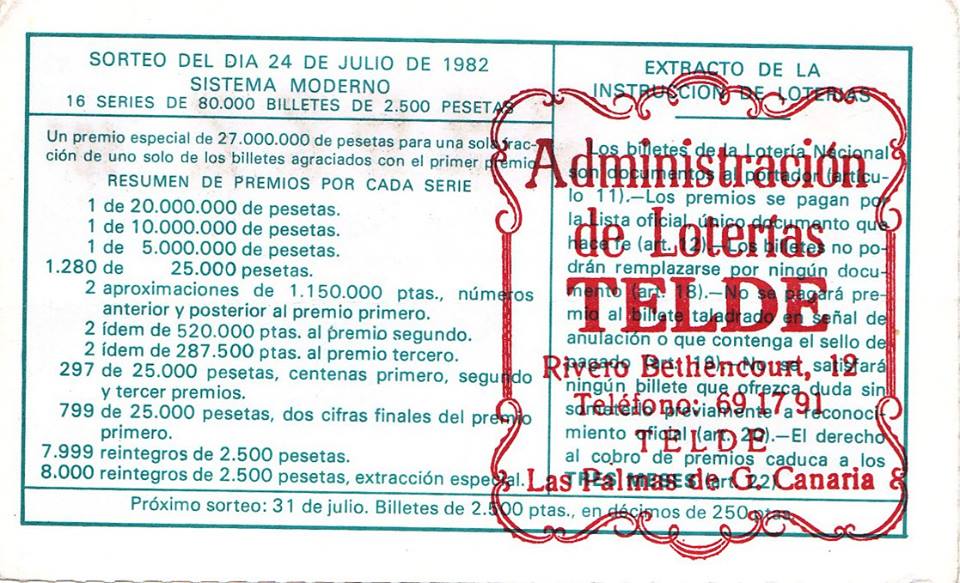 SORTEO DEL DIA 24 DE JULIO DE 1982
SISTEMA MODERNO
16 SERIES DE 80.000 BILLETES DE 2.500 PESETAS
Un premio especial de 27.000.000 de pesetas para una sola frac-
ción de uno solo de los billetes agraciados con el primer premio
RESUMEN DE PREMIOS POR CADA SERIE
1 de 20.000.000 de pesetas.
1 de 10.000.000 de pesetas.
1 de 5.000.000 de pesetas.
1.280 de 25.000 pesetas.
2 aproximaciones de 1.150.000 ptas., números
anterior y posterior al premio primero.
2 ídem de 520.000 ptas. al premio segundo.
2 ídem de 287.500 ptas. al premio tercero.
297 de 25.000 pesetas, centenas primero, segundo
y tercer premios.
799 de 25.000 pesetas, dos cifras finales del premio
primero.
7.999 reintegros de 2.500 pesetas.
8.000 reintegros de 2.500 pesetas, extracción especial.
EXTRACTO DE LA
INSTRUCCION DE LOTERIAS
Los billetes de la Lotería Nacional
son documentos al portador (artícu-
lo 11).—Los premios se pagan por
la Lista oficial, único documento que
hace fe (art. 12).—Los billetes no po-
drán remplazarse por ningún docu-
mento (art. 18).—No se pagará pre-
mio al billete taladrado en señal de
anulación o que contenga el sello de
pagado (art. 19).—No se satisfará
ningún billete que ofrezca duda sin
someterlo previamente a reconoci-
miento oficial (art. 20).—El derecho
al cobro de premios caduca a los
TRES MESES (art. 22).
Próximo sorteo: 31 de julio. Billetes de 2.500 ptas., en décimos de 250 ptas.
Administración
de Loterías
TELDE
Rivero Bethencourt, 12
Teléfono: 69 17 91
TELDE
Las Palmas de G. Canaria